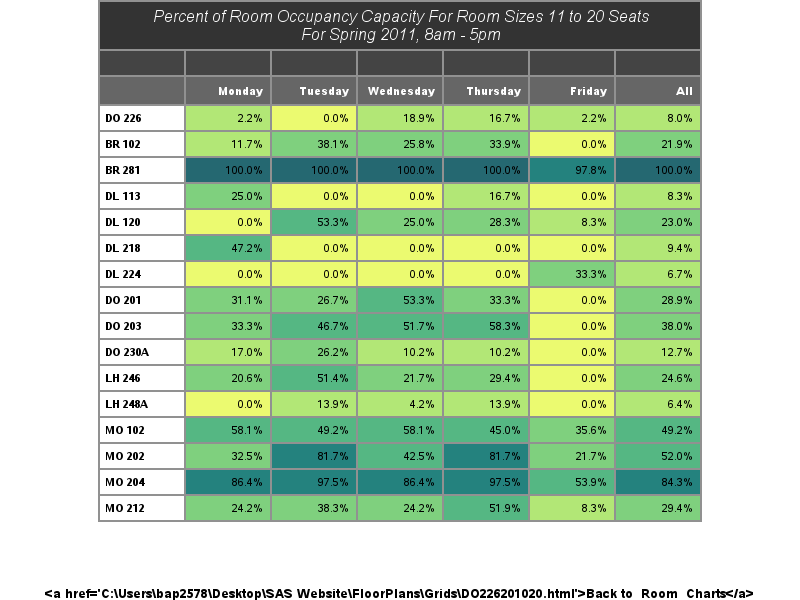 Percent of Room Occupancy Capacity For Room Sizes 11 to 20 Seats
For Spring 2011, 8am - 5pm
Monday Tuesday Wednesday Thursday Friday All
DO 226 2.2% 0.0% 18.9% 16.7% 2.2% 8.0%
BR 102 11.7% 38.1% 25.8% 33.9% 0.0% 21.9%
BR 281 100.0% 100.0% 100.0% 100.0% 97.8% 100.0%
DL 113 25.0% 0.0% 0.0% 16.7% 0.0% 8.3%
DL 120 0.0% 53.3% 25.0% 28.3% 8.3% 23.0%
DL 218 47.2% 0.0% 0.0% 0.0% 0.0% 9.4%
DL 224 0.0% 0.0% 0.0% 0.0% 33.3% 6.7%
DO 201 31.1% 26.7% 53.3% 33.3% 0.0% 28.9%
DO 203 33.3% 46.7% 51.7% 58.3% 0.0% 38.0%
DO 230A 17.0% 26.2% 10.2% 10.2% 0.0% 12.7%
LH 246 20.6% 51.4% 21.7% 29.4% 0.0% 24.6%
LH 248A 0.0% 13.9% 4.2% 13.9% 0.0% 6.4%
MO 102 58.1% 49.2% 58.1% 45.0% 35.6% 49.2%
MO 202 32.5% 81.7% 42.5% 81.7% 21.7% 52.0%
MO 204 86.4% 97.5% 86.4% 97.5% 53.9% 84.3%
MO 212 24.2% 38.3% 24.2% 51.9% 8.3% 29.4%
<a href='C:\Users\bap2578\Desktop\SAS Website\FloorPlans\Grids\DO226201020.html'>Back to Room Charts</a>